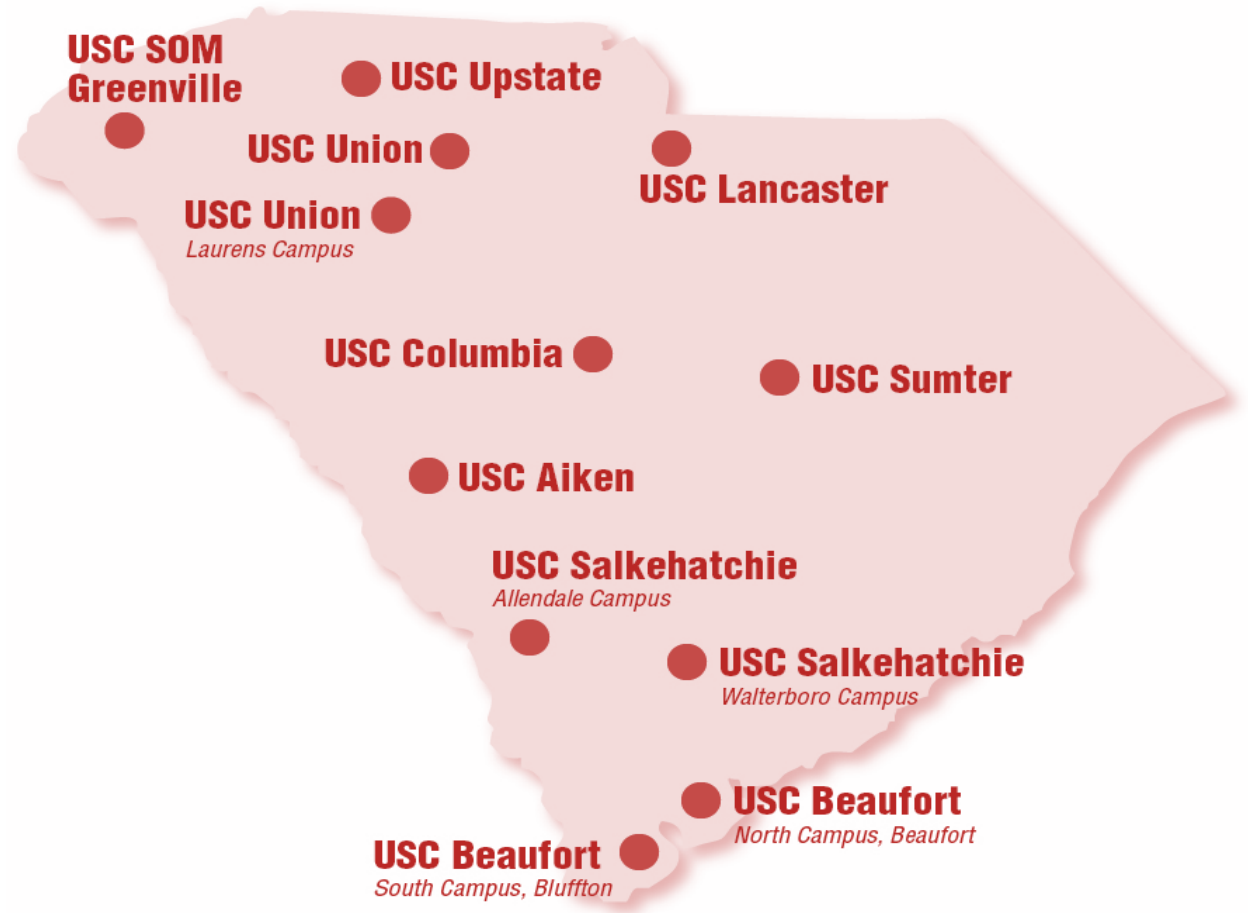 USC SOM
Greenville
USC Upstate
USC Union
USC Lancaster
USC Union
Laurens Campus
USC Columbia
USC Sumter
USC Aiken
USC Salkehatchie
Allendale Campus
USC Salkehatchie
Walterboro Campus
USC Beaufort
North Campus, Beaufort
USC Beaufort
South Campus, Bluffton